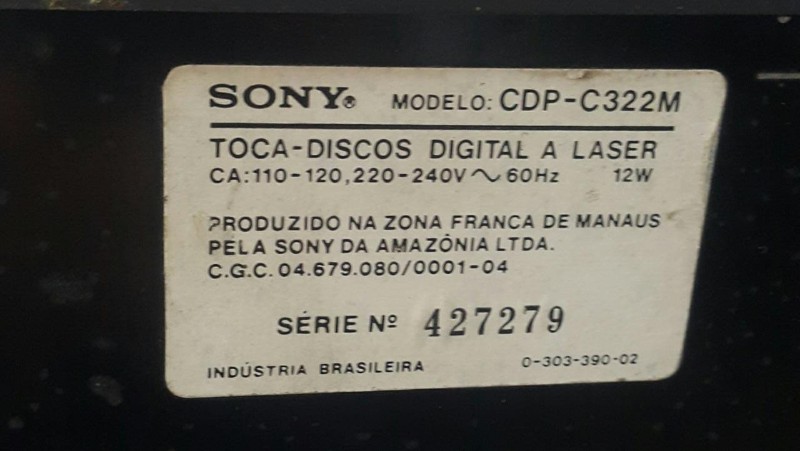 SONY® MODELO: CDP-C322M
TOCA-DISCOS DIGITAL A LASER
CA:110-120,220-240V ~ 60Hz 12W
PRODUZIDO NA ZONA FRANCA DE MANAUS
PELA SONY DA AMAZÔNIA LTDA.
C.G.C. 04.679.080/0001-04
SÉRIE Nº 427279
INDÚSTRIA BRASILEIRA 0-303-390-02